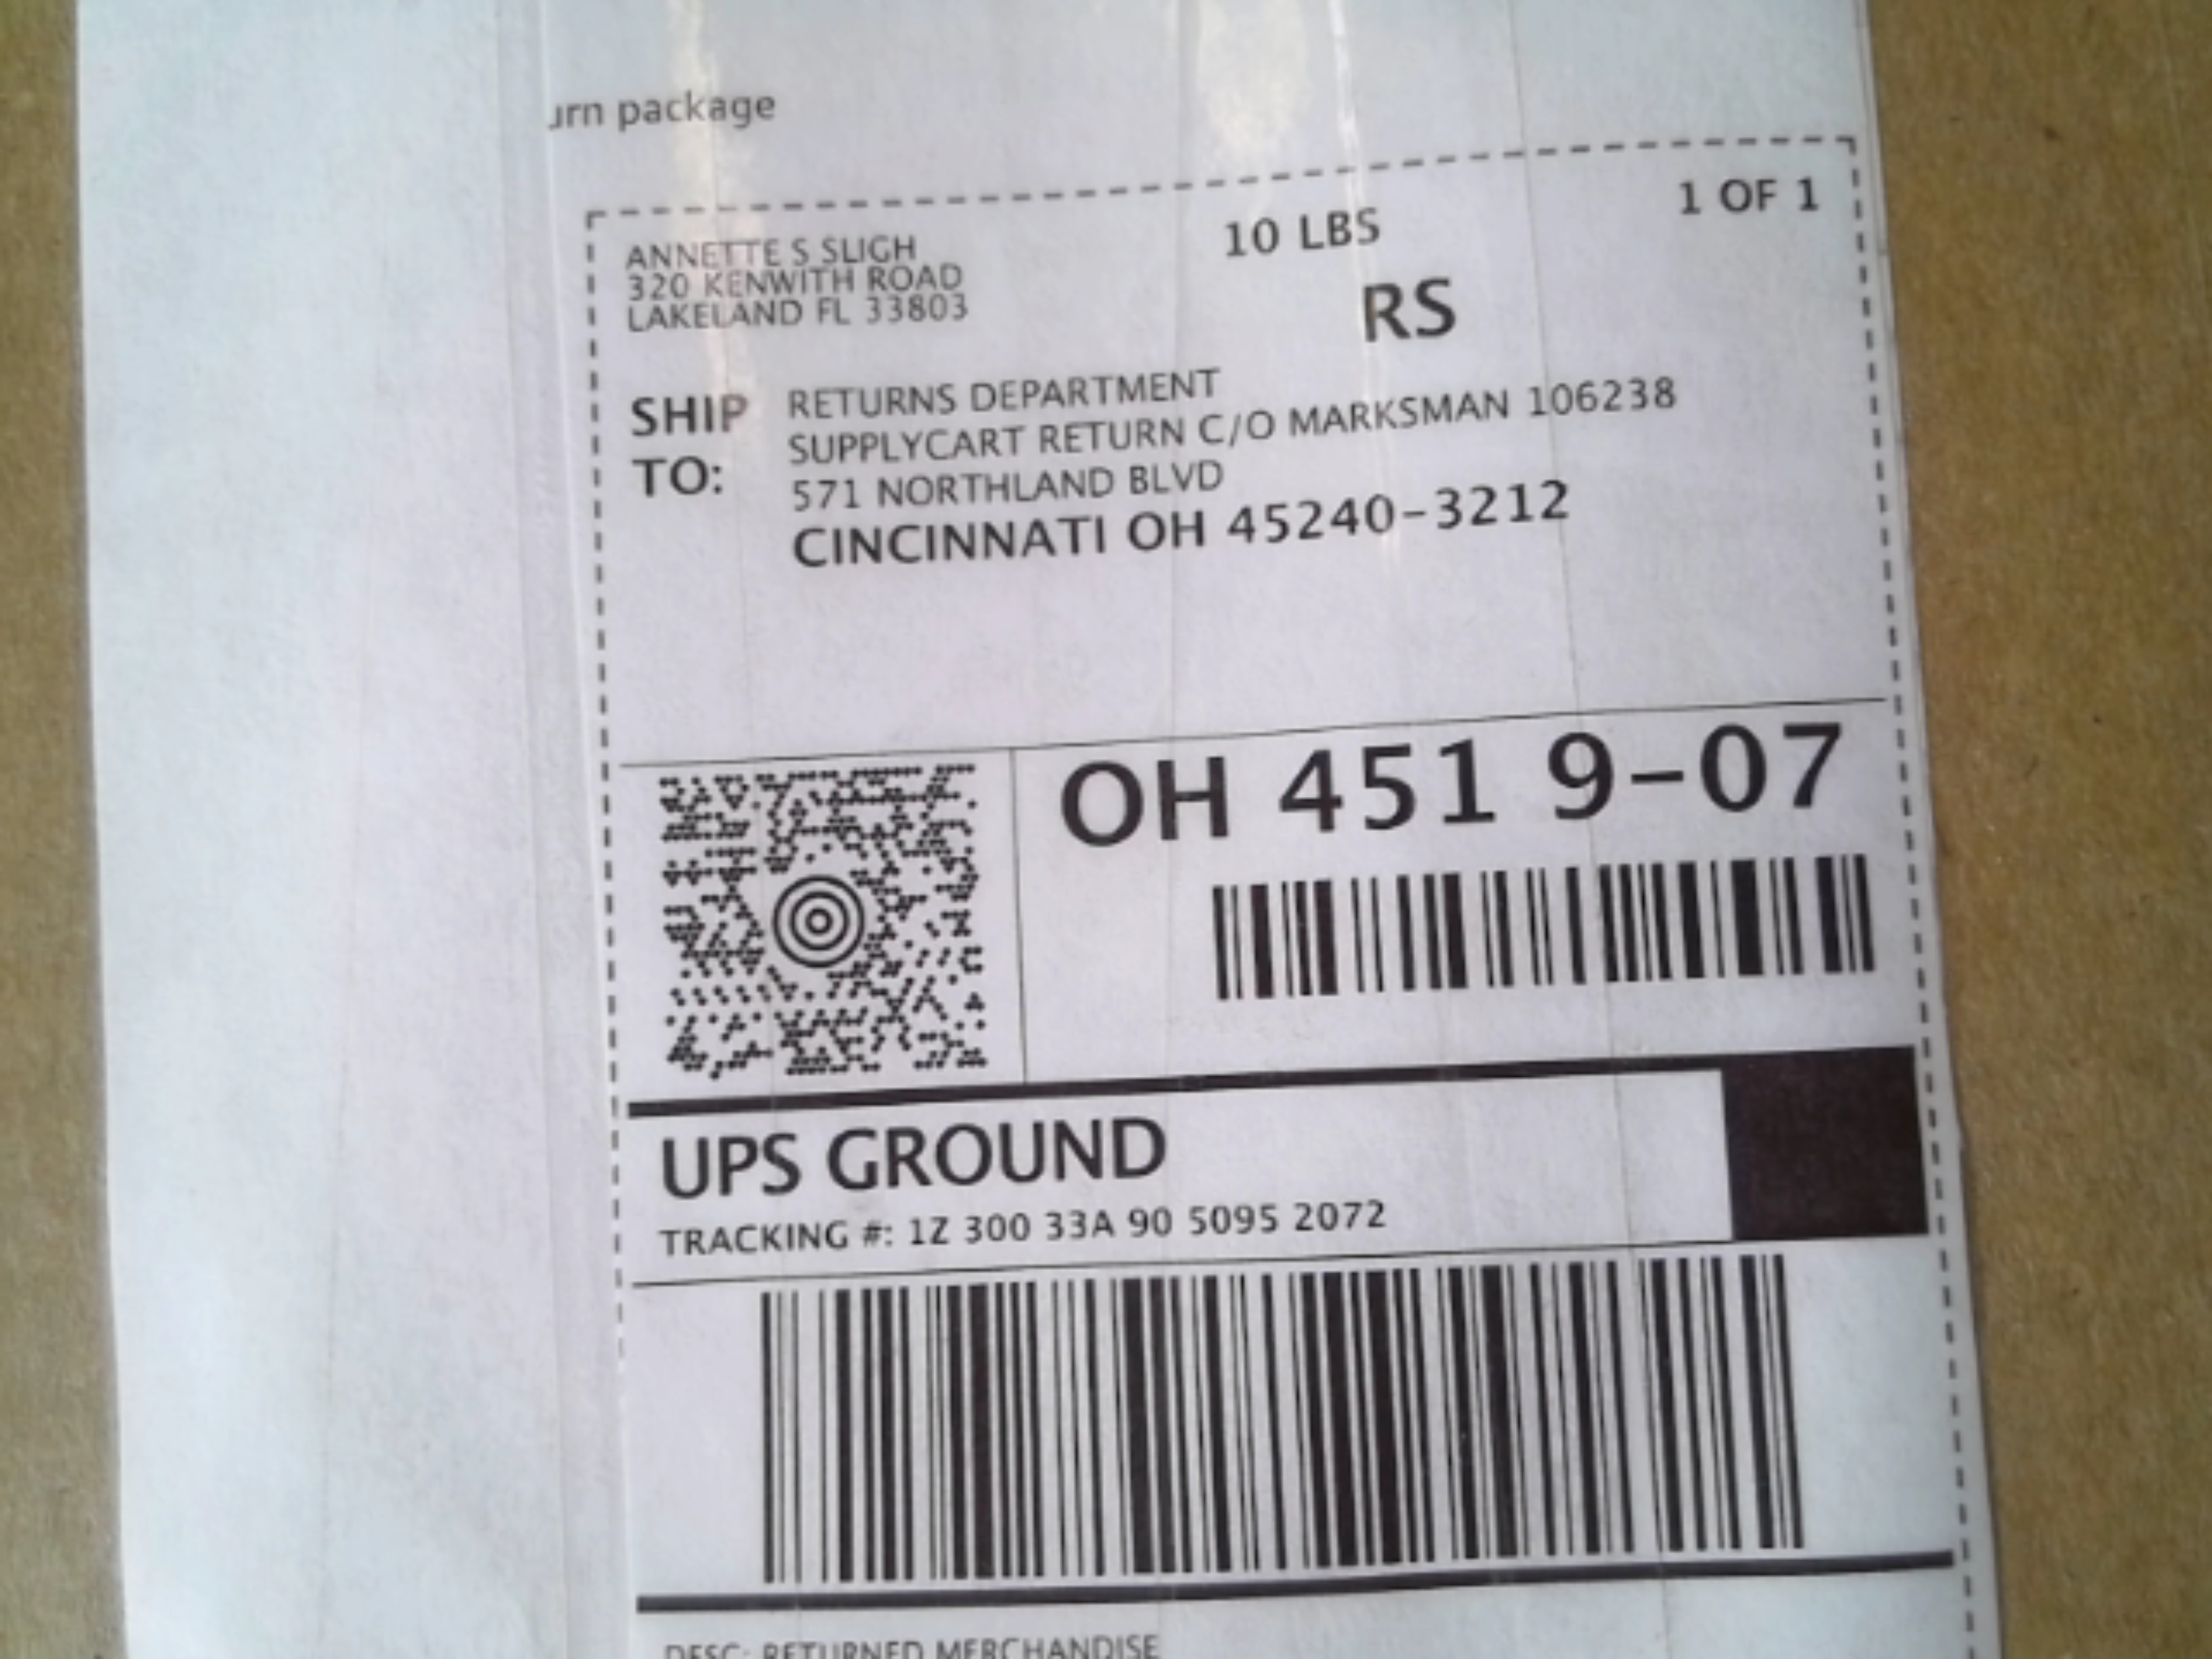 urn package
1 OF 1
10 LBS
RS
ANNETTE S SLIGH
320 KENWITH ROAD
LAKELAND FL 33803
SHIP TO:
RETURNS DEPARTMENT
SUPPLYCART RETURN C/O MARKSMAN 106238
571 NORTHLAND BLVD
CINCINNATI OH 45240-3212
OH 451 9-07
UPS GROUND
TRACKING #: 1Z 300 33A 90 5095 2072
DESC: RETURNED MERCHANDISE